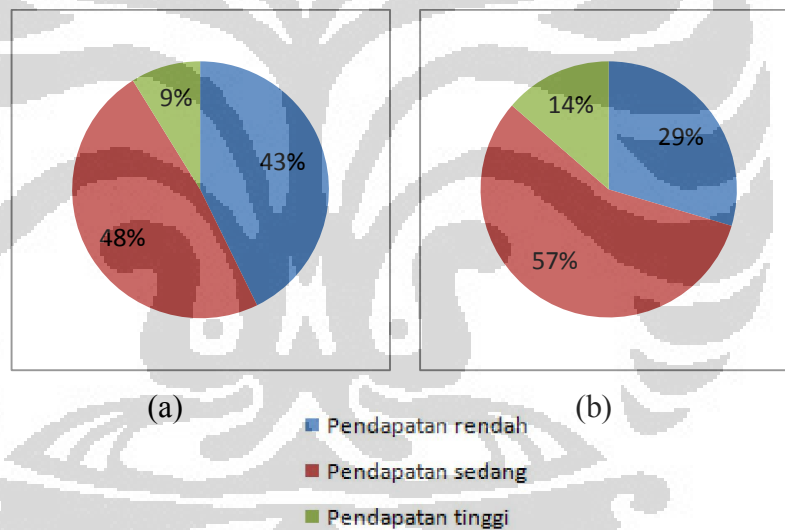 9%
43%
48%
14%
29%
57%
(a)
(b)
Pendapatan rendah
Pendapatan sedang
Pendapatan tinggi